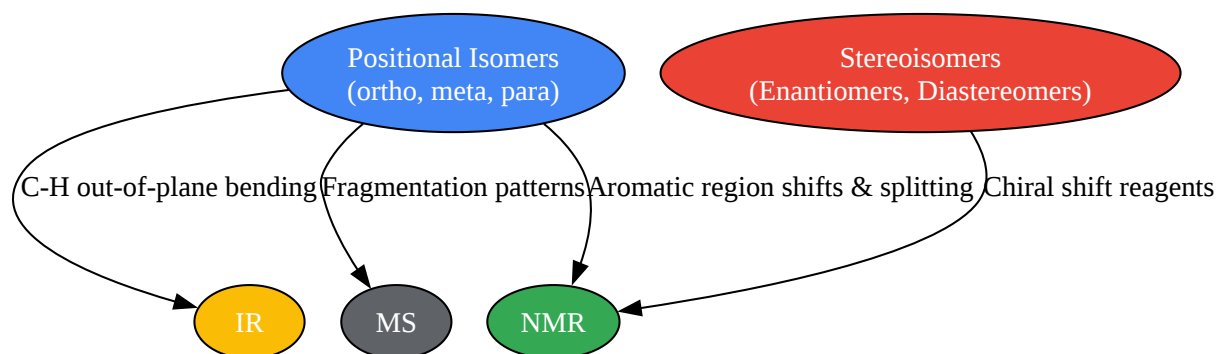 Positional Isomers
(ortho, meta, para)
Stereoisomers
(Enantiomers, Diastereomers)
C-H out-of-plane bending
Fragmentation patterns
Aromatic region shifts & splitting
Chiral shift reagents
IR
MS
NMR